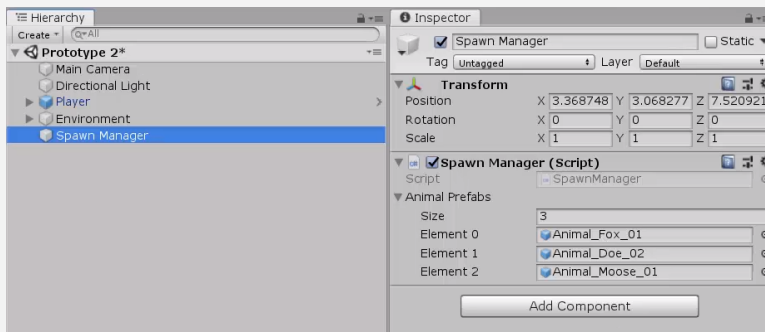 Hierarchy
Create
All
Prototype 2*
Main Camera
Directional Light
Player
Environment
Spawn Manager
Inspector
Spawn Manager
Static
Tag Untagged Layer Default
Transform
Position X 3.368748 Y 3.068277 Z 7.520921
Rotation X 0 Y 0 Z 0
Scale X 1 Y 1 Z 1
Spawn Manager (Script)
Script SpawnManager
Animal Prefabs
Size 3
Element 0 Animal_Fox_01
Element 1 Animal_Doe_02
Element 2 Animal_Moose_01
Add Component